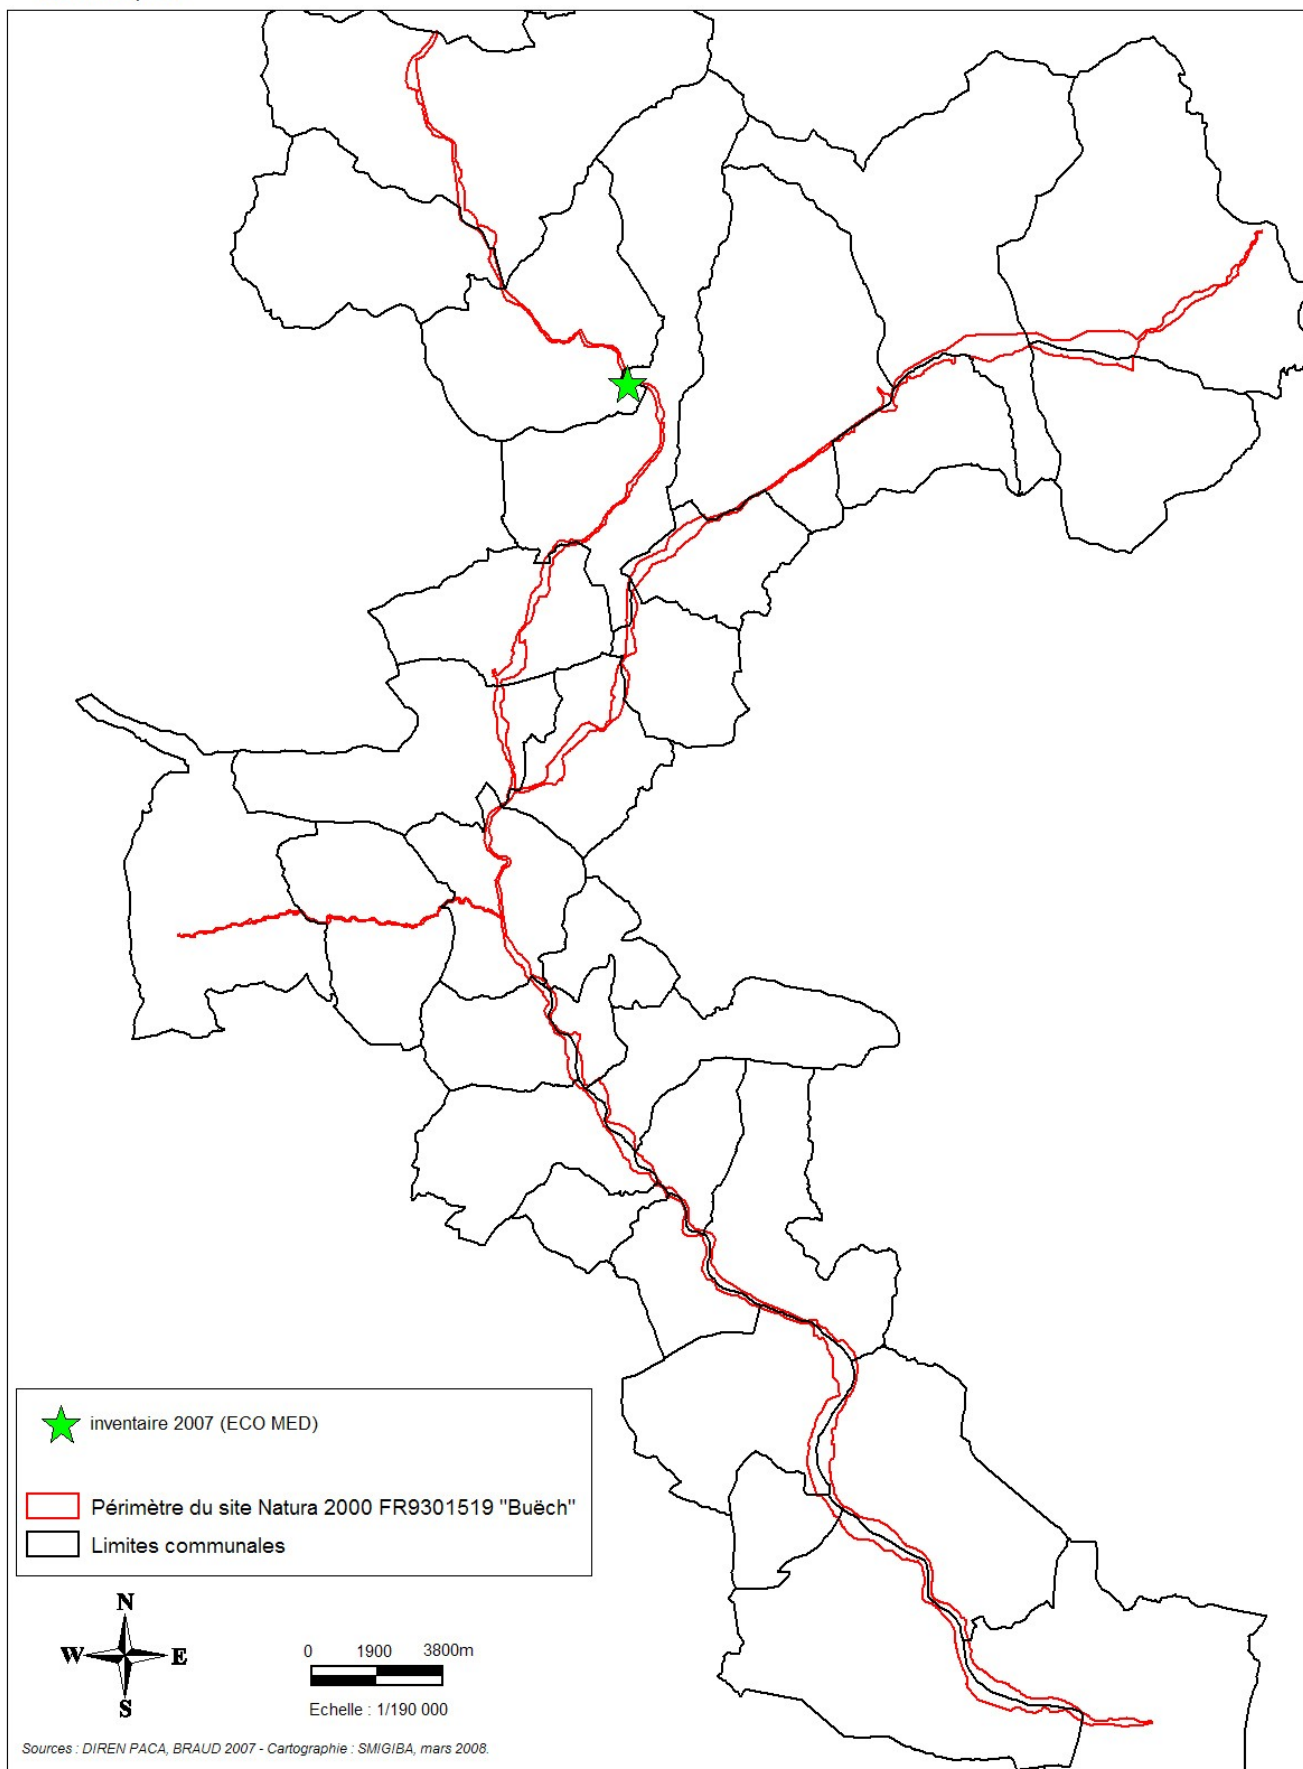 inventaire 2007 (ECO MED)
Périmètre du site Natura 2000 FR9301519 "Buëch"
Limites communales
N
W E
S
0 1900 3800m
Echelle : 1/190 000
Sources : DIREN PACA, BRAUD 2007 - Cartographie : SMIGIBA, mars 2008.